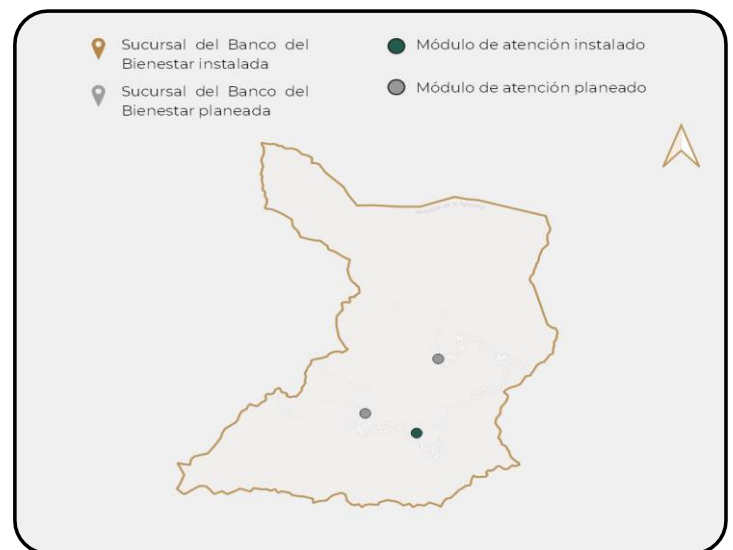 Sucursal del Banco del
Bienestar instalada
Sucursal del Banco del
Bienestar planeada
Módulo de atención instalado
Módulo de atención planeado